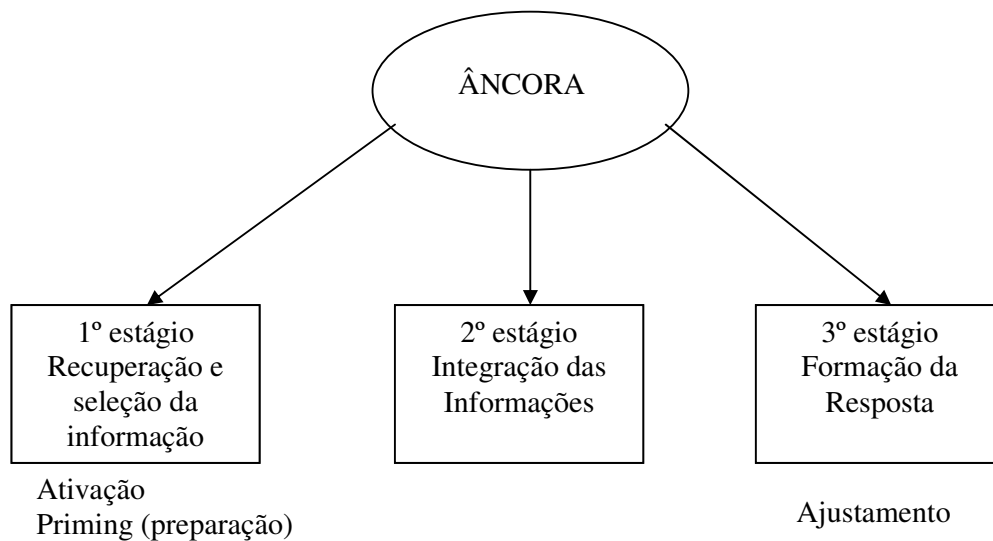 ÂNCORA
1º estágio
Recuperação e
seleção da
informação
2º estágio
Integração das
Informações
3º estágio
Formação da
Resposta
Ativação
Priming (preparação)
Ajustamento